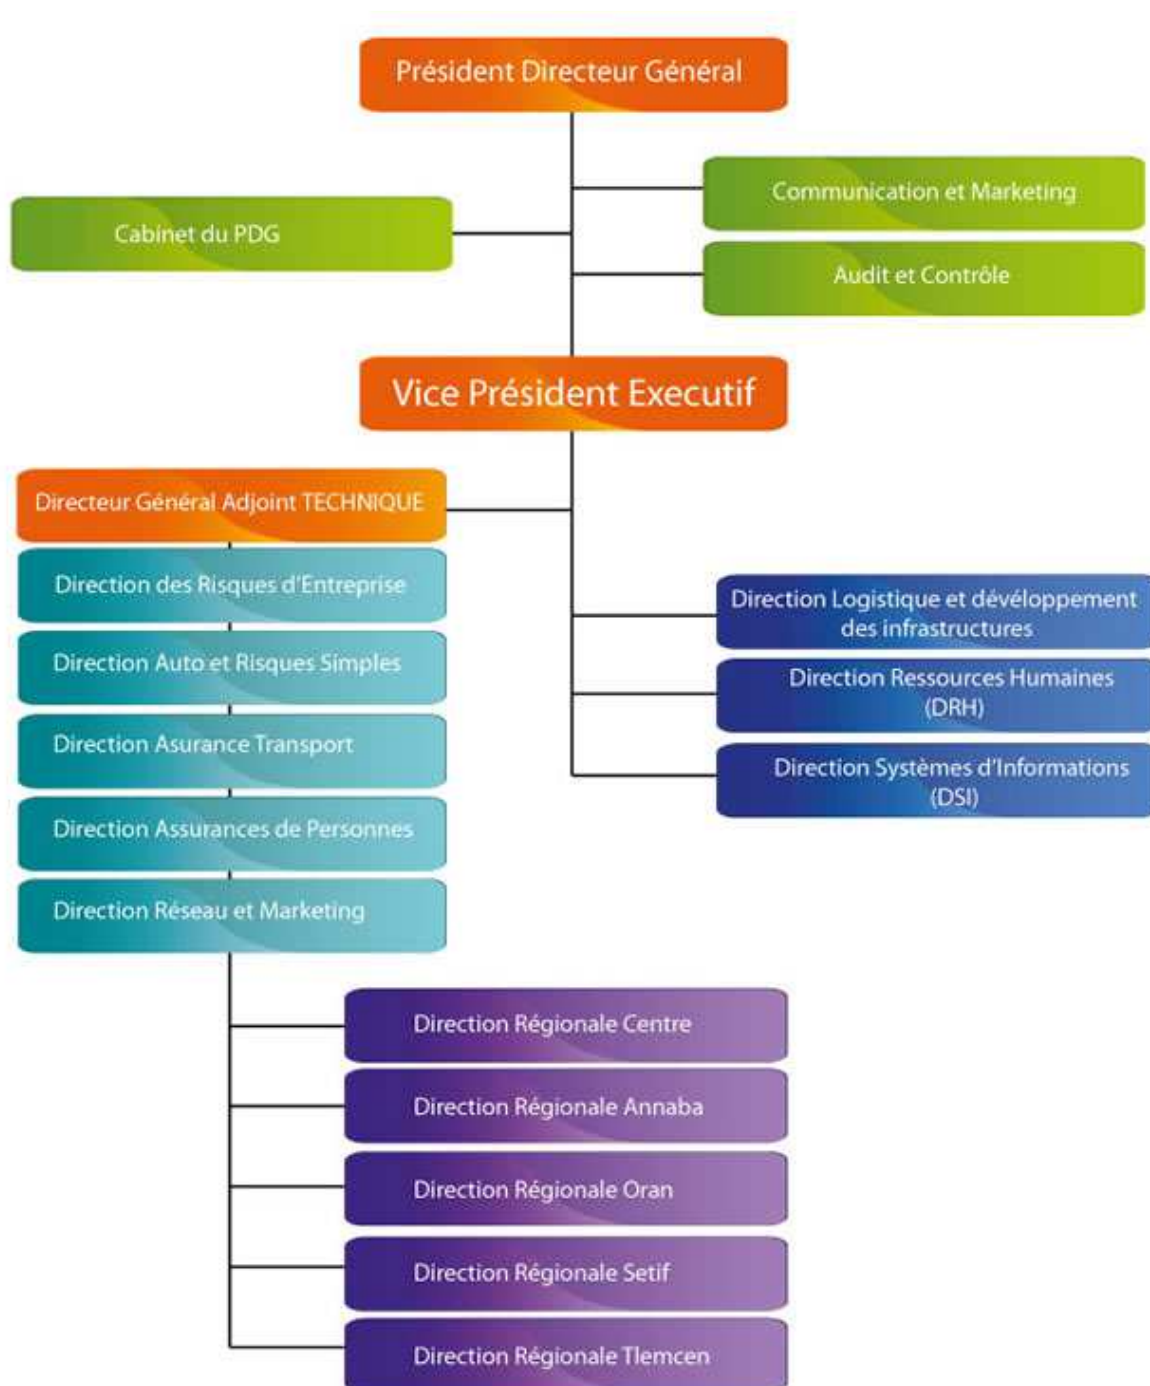 Président Directeur Général
Communication et Marketing
Cabinet du PDG
Audit et Contrôle
Vice Président Executif
Directeur Général Adjoint TECHNIQUE
Direction des Risques d'Entreprise
Direction Auto et Risques Simples
Direction Asurance Transport
Direction Assurances de Personnes
Direction Réseau et Marketing
Direction Logistique et dévéloppement
des infrastructures
Direction Ressources Humaines
(DRH)
Direction Systèmes d'Informations
(DSI)
Direction Régionale Centre
Direction Régionale Annaba
Direction Régionale Oran
Direction Régionale Setif
Direction Régionale Tlemcen